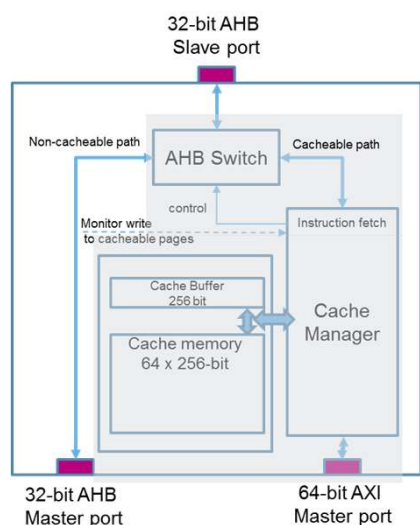 32-bit AHB
Slave port
Non-cacheable path
Cacheable path
AHB Switch
control
Instruction fetch
Monitor write
to cacheable pages
Cache Buffer
256 bit
Cache
Manager
Cache memory
64 x 256-bit
32-bit AHB
Master port
64-bit AXI
Master port